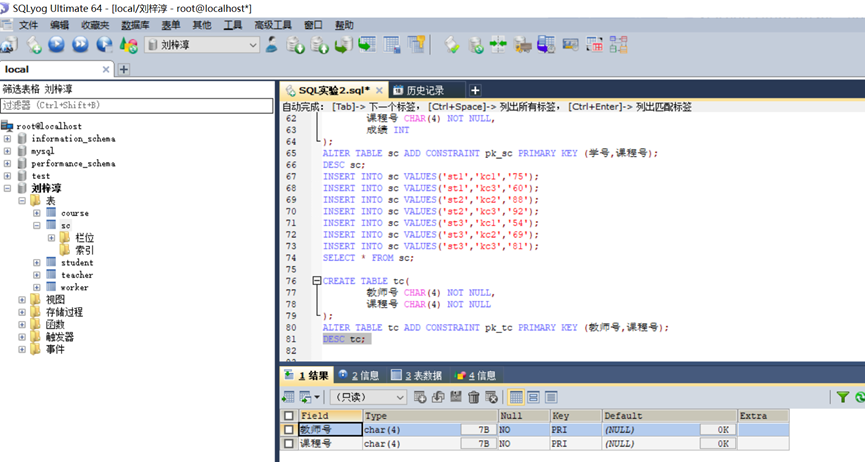 SQLyog Ultimate 64 - [local/刘梓淳 - root@localhost*]
文件 编辑 收藏夹 数据库 表单 其他 工具 高级工具 窗口 帮助
刘梓淳
local
筛选表格 刘梓淳
过滤器 (Ctrl+Shift+B)
root@localhost
information_schema
mysql
performance_schema
test
刘梓淳
表
course
sc
栏位
索引
student
teacher
worker
视图
存储过程
函数
触发器
事件
SQL实验2.sql* 历史记录
自动完成: [Tab]-> 下一个标签, [Ctrl+Space]-> 列出所有标签, [Ctrl+Enter]-> 列出匹配标签
62 课程号 CHAR(4) NOT NULL,
63 成绩 INT
64 );
65 ALTER TABLE sc ADD CONSTRAINT pk_sc PRIMARY KEY (学号,课程号);
66 DESC sc;
67 INSERT INTO sc VALUES('st1','kc1','75');
68 INSERT INTO sc VALUES('st1','kc3','60');
69 INSERT INTO sc VALUES('st2','kc2','88');
70 INSERT INTO sc VALUES('st2','kc3','92');
71 INSERT INTO sc VALUES('st3','kc1','54');
72 INSERT INTO sc VALUES('st3','kc2','69');
73 INSERT INTO sc VALUES('st3','kc3','81');
74 SELECT * FROM sc;
75
76 CREATE TABLE tc(
77 教师号 CHAR(4) NOT NULL,
78 课程号 CHAR(4) NOT NULL
79 );
80 ALTER TABLE tc ADD CONSTRAINT pk_tc PRIMARY KEY (教师号,课程号);
81 DESC tc;
82
1 结果 2 信息 3 表数据 4 信息
(只读)
Field Type Null Key Default Extra
教师号 char(4) 7B NO PRI (NULL) 0K
课程号 char(4) 7B NO PRI (NULL) 0K